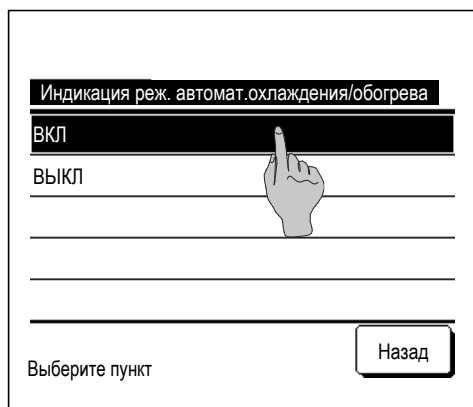 Индикация реж. автомат.охлаждения/обогрева
ВКЛ
ВЫКЛ
Выберите пункт
Назад